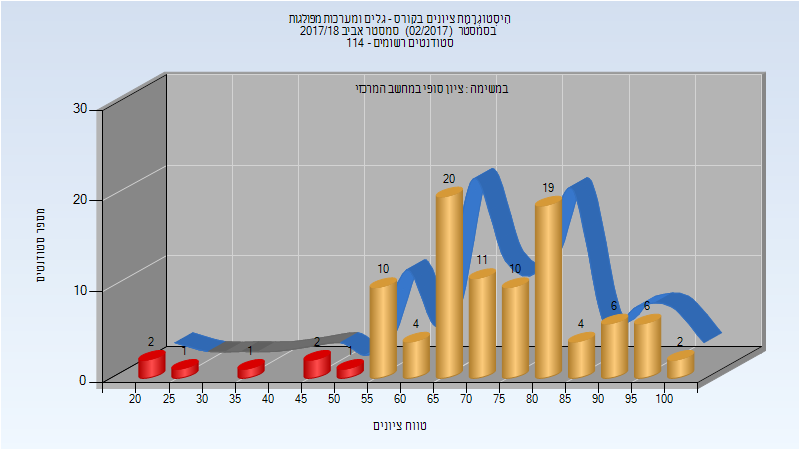 היסטוגרמת ציונים בקורס - גלים ומערכות מפולגות
בסמסטר (02/2017) סמסטר אביב 2017/18
סטודנטים רשומים - 114
במשימה : ציון סופי במחשב המרכזי
מספר סטודנטים
30
20
10
0
2
1
1
2
1
10
4
20
11
10
19
4
6
6
2
20 30 35 40 45 50 55 60 65 70 75 80 85 90 95 100
טווח ציונים